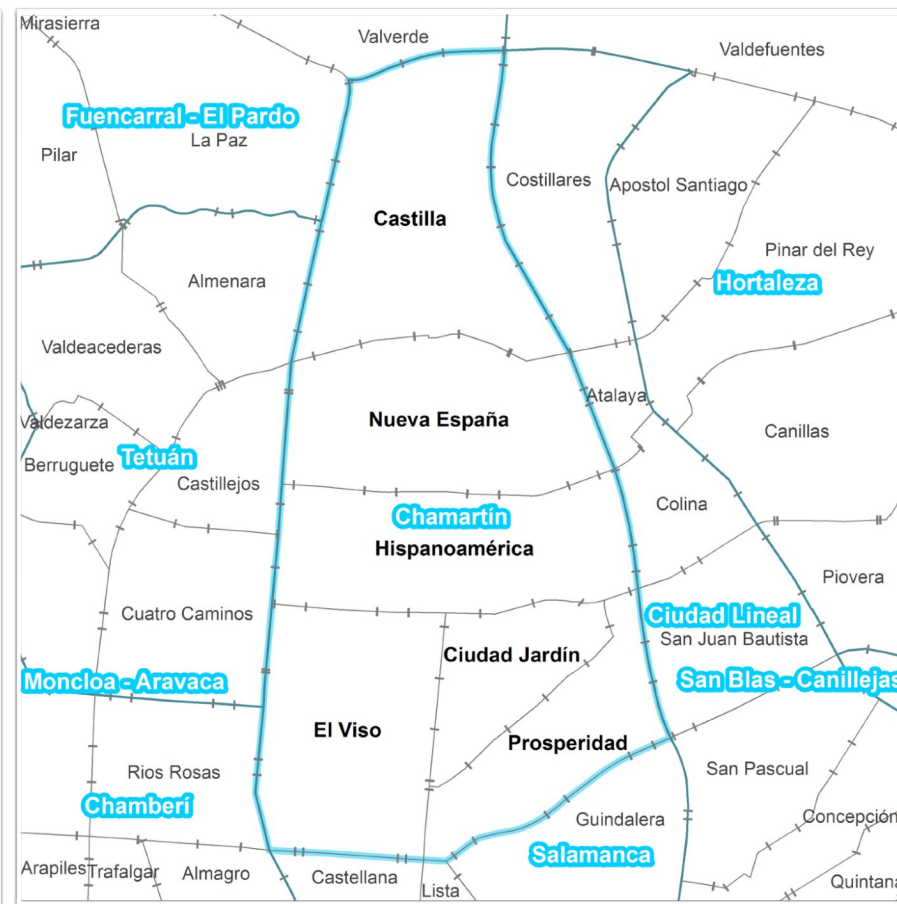 Mirasierra
Valverde
Valdefuentes
Fuencarral - El Pardo
La Paz
Pilar
Costillares
Apostol Santiago
Castilla
Pinar del Rey
Almenara
Hortaleza
Valdeacederas
Atalaya
Valdezarza
Nueva España
Canillas
Berruguete
Tetuán
Castillejos
Colina
Chamartín
Hispanoamérica
Piovera
Cuatro Caminos
Ciudad Lineal
San Juan Bautista
Ciudad Jardín
Moncloa - Aravaca
San Blas - Canillejas
El Viso
Prosperidad
Rios Rosas
San Pascual
Chamberí
Guindalera
Concepción
Salamanca
Arapiles
Trafalgar
Almagro
Castellana
Lista
Quintana